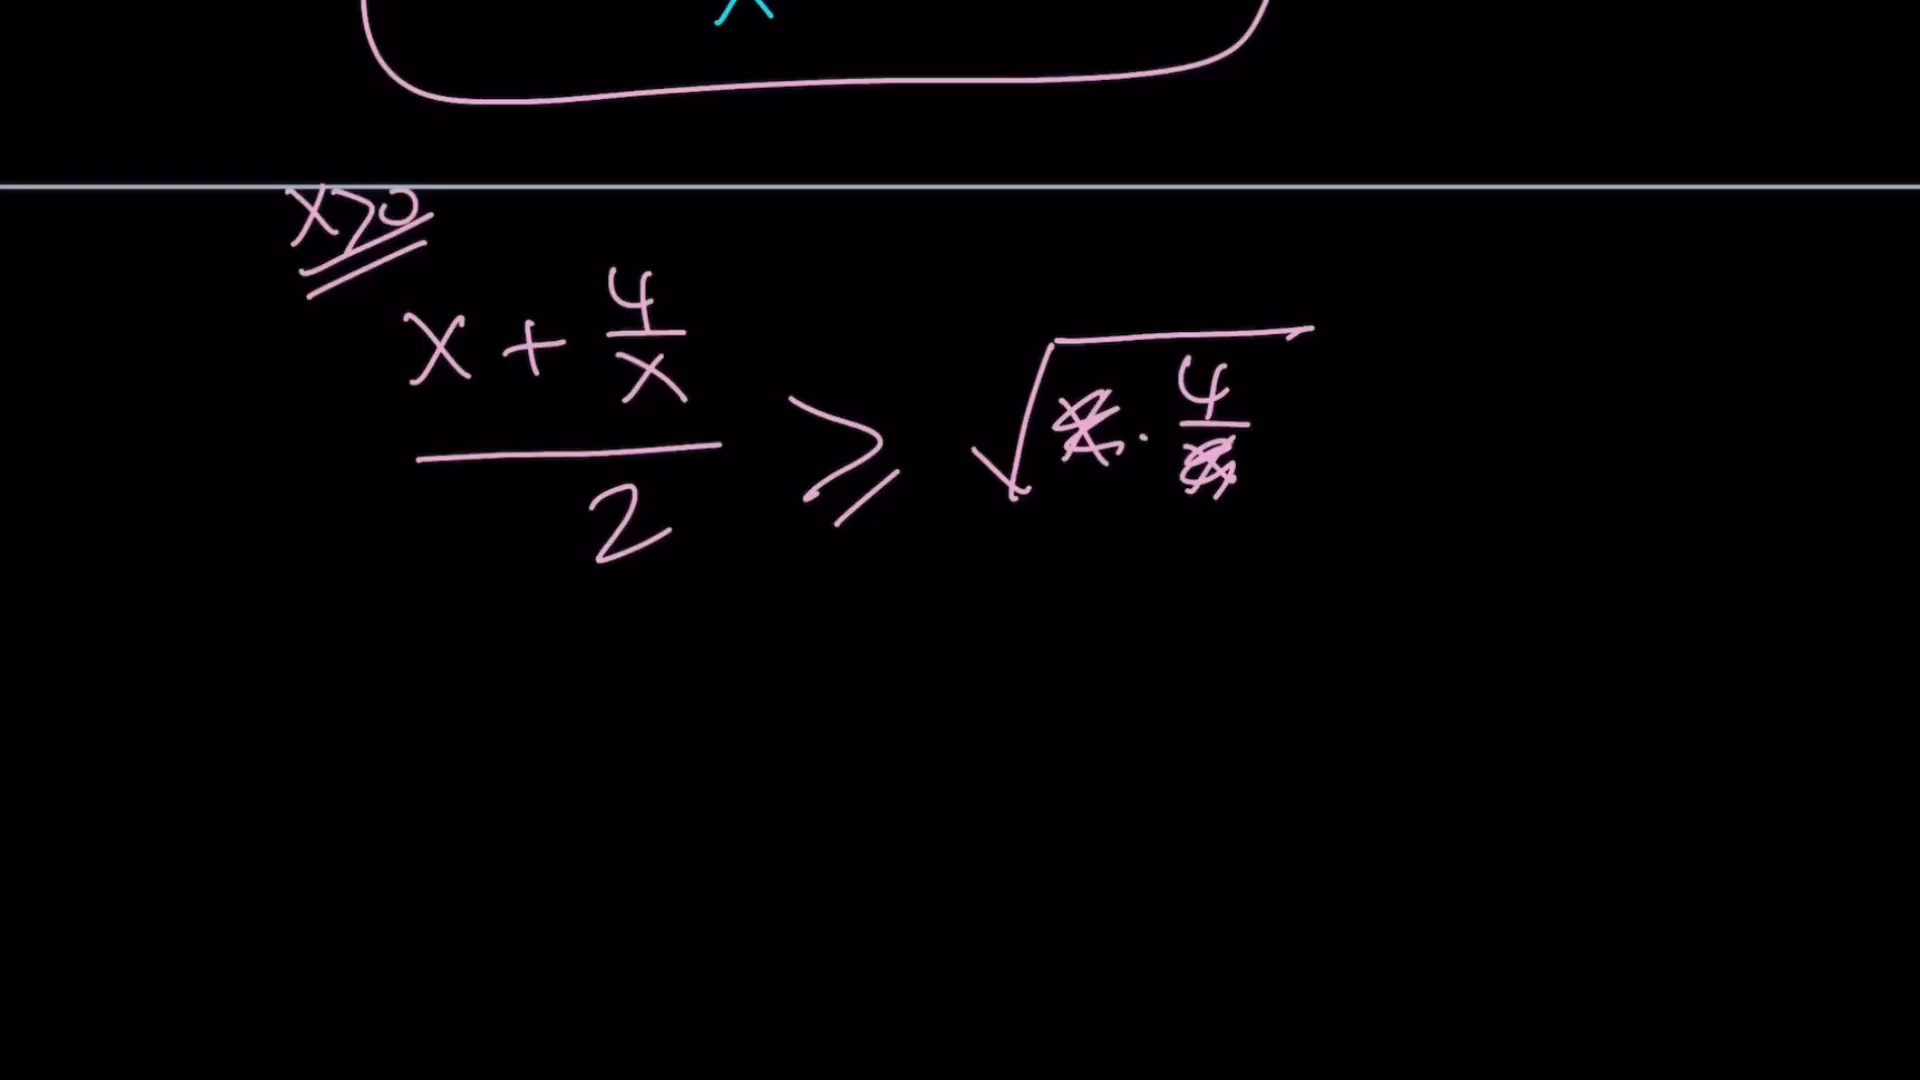 x>0
(x + 4/x)/2 ≥ √(x · 4/x)